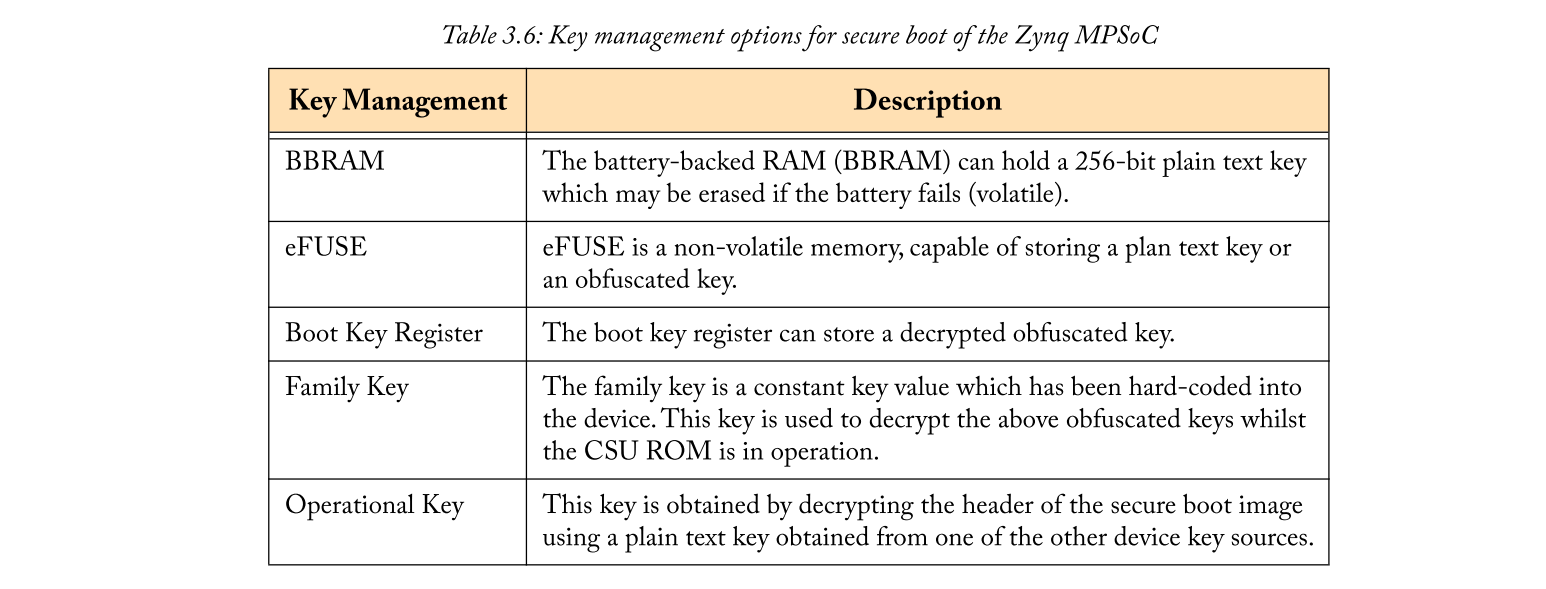 Table 3.6: Key management options for secure boot of the Zynq MPSoC
Key Management Description
BBRAM The battery-backed RAM (BBRAM) can hold a 256-bit plain text key
which may be erased if the battery fails (volatile).
eFUSE eFUSE is a non-volatile memory, capable of storing a plan text key or
an obfuscated key.
Boot Key Register The boot key register can store a decrypted obfuscated key.
Family Key The family key is a constant key value which has been hard-coded into
the device. This key is used to decrypt the above obfuscated keys whilst
the CSU ROM is in operation.
Operational Key This key is obtained by decrypting the header of the secure boot image
using a plain text key obtained from one of the other device key sources.